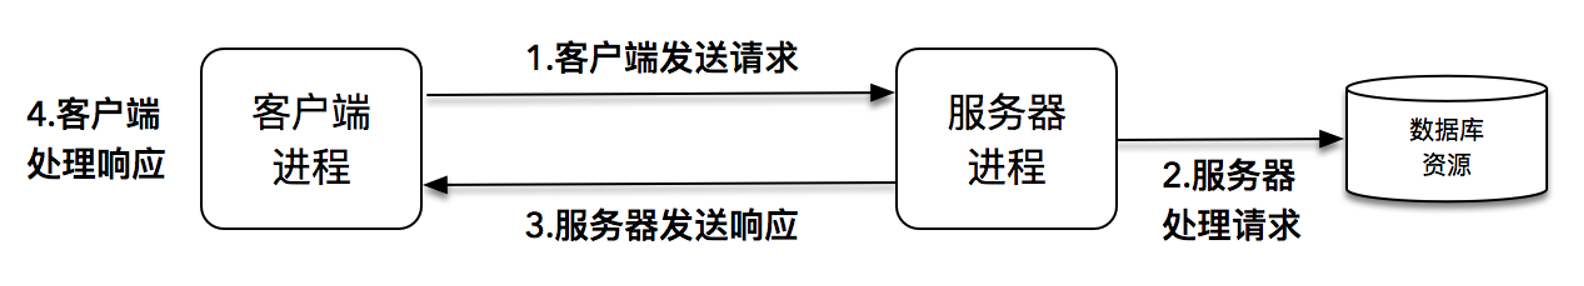 4.客户端
处理响应
客户端
进程
1.客户端发送请求
3.服务器发送响应
服务器
进程
2.服务器
处理请求
数据库
资源